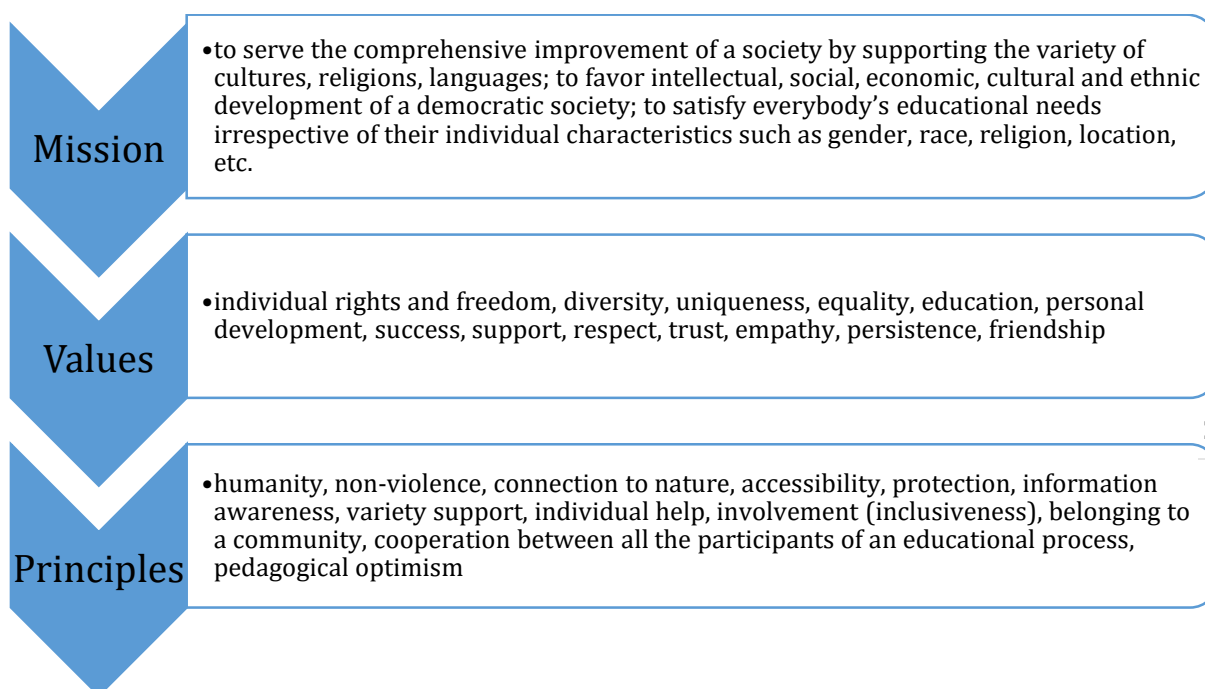 Mission
•to serve the comprehensive improvement of a society by supporting the variety of
cultures, religions, languages; to favor intellectual, social, economic, cultural and ethnic
development of a democratic society; to satisfy everybody’s educational needs
irrespective of their individual characteristics such as gender, race, religion, location,
etc.
Values
•individual rights and freedom, diversity, uniqueness, equality, education, personal
development, success, support, respect, trust, empathy, persistence, friendship
Principles
•humanity, non-violence, connection to nature, accessibility, protection, information
awareness, variety support, individual help, involvement (inclusiveness), belonging to
a community, cooperation between all the participants of an educational process,
pedagogical optimism